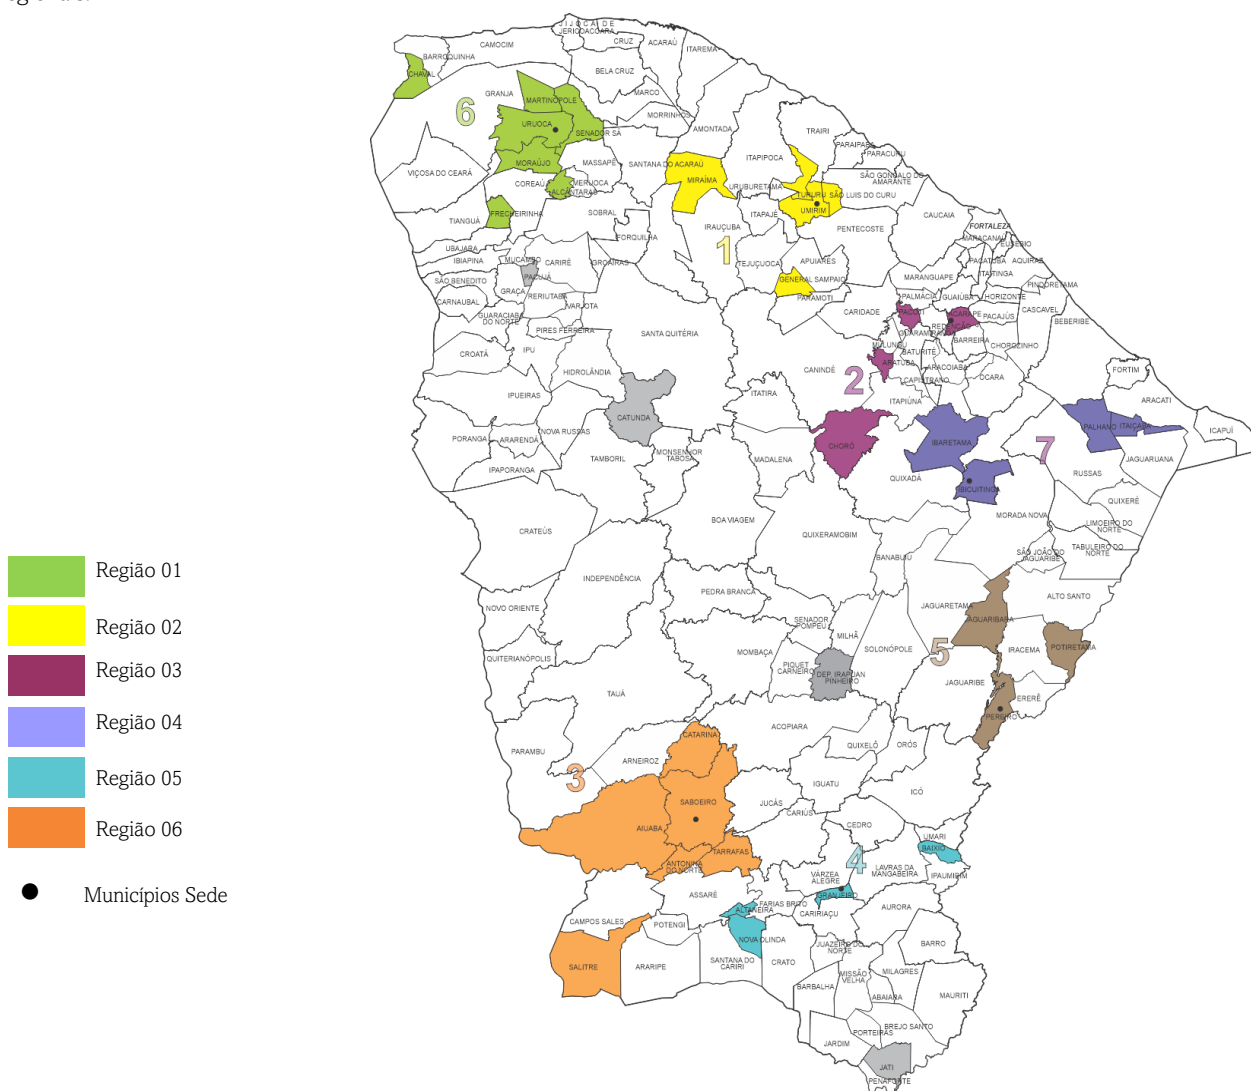 JIJOCA DE
JERICOACOARA
CRUZ
ACARAÚ
ITAREMA
CAMOCIM
BARROQUINHA
CHAVAL
BELA CRUZ
MARCO
GRANJA
MARTINÓPOLE
MORRINHOS
6
URUOCA
SENADOR SÁ
AMONTADA
TRAIRI
PARAIPABA
PARACURU
ITAPIPOCA
MORAÚJO
MASSAPÊ
SANTANA DO ACARAÚ
MIRAÍMA
VIÇOSA DO CEARÁ
COREAÚ
MERUOCA
ALCÂNTARAS
URUBURETAMA
TURURU
SÃO LUIS DO CURU
SÃO GONÇALO DO
AMARANTE
UMIRIM
FRECHEIRINHA
TIANGUÁ
SOBRAL
ITAPAJÉ
IRAUÇUBA
PENTECOSTE
CAUCAIA
FORTALEZA
MARACANAÚ
EUSÉBIO
UBAJARA
IBIAPINA
FORQUILHA
1
TEJUÇUOCA
APUIARÉS
PACATUBA
AQUIRAZ
MUCAMBO
CARIRÉ
GROAÍRAS
PACUJÁ
SÃO BENEDITO
GENERAL SAMPAIO
MARANGUAPE
ITAITINGA
PINDORETAMA
GRAÇA
RERIUTABA
VARJOTA
PARAMOTI
PALMÁCIA
GUAIÚBA
HORIZONTE
CARNAUBAL
GUARACIABA
DO NORTE
CARIDADE
PACOTI
ACARAPE
PACAJÚS
CASCAVEL
PIRES FERREIRA
SANTA QUITÉRIA
REDENÇÃO
GUARAMIRANGA
BEBERIBE
BARREIRA
CHOROZINHO
MULUNGU
BATURITÉ
CROATÁ
IPU
ARATUBA
ARACOIABA
HIDROLÂNDIA
CANINDÉ
2
CAPISTRANO
OCARA
FORTIM
IPUEIRAS
ITATIRA
ITAPIÚNA
ARACATI
CATUNDA
PALHANO
ITAIÇABA
ICAPUÍ
NOVA RUSSAS
PORANGA
ARARENDÁ
CHORÓ
IBARETAMA
7
MONSENHOR
TABOSA
TAMBORIL
MADALENA
JAGUARUANA
IPAPORANGA
RUSSAS
QUIXADÁ
IBICUITINGA
QUIXERÉ
MORADA NOVA
CRATEÚS
BOA VIAGEM
QUIXERAMOBIM
LIMOEIRO DO
NORTE
BANABUIÚ
SÃO JOÃO DO
JAGUARIBE
TABULEIRO DO
NORTE
Região 01
INDEPENDÊNCIA
PEDRA BRANCA
ALTO SANTO
NOVO ORIENTE
JAGUARETAMA
JAGUARIBARA
Região 02
SENADOR
POMPEU
MILHÃ
SOLONÓPOLE
5
IRACEMA
POTIRETAMA
QUITERIANÓPOLIS
MOMBAÇA
PIQUET
CARNEIRO
DEP. IRAPUAN
PINHEIRO
Região 03
JAGUARIBE
TAUÁ
ERERÊ
PEREIRO
Região 04
ACOPIARA
CATARINA
QUIXELÔ
ORÓS
PARAMBU
ARNEIROZ
Região 05
3
IGUATU
ICÓ
SABOEIRO
JUCÁS
CARIÚS
AIUABA
CEDRO
Região 06
UMARI
BAIXIO
TARRAFAS
ANTONINA
DO NORTE
4
VÁRZEA
ALEGRE
LAVRAS DA
MANGABEIRA
IPAUMIRIM
Municípios Sede
ASSARÉ
GRANJEIRO
FARIAS BRITO
ALTANEIRA
CARIRIAÇU
AURORA
CAMPOS SALES
POTENGI
NOVA OLINDA
JUAZEIRO DO
NORTE
BARRO
SALITRE
ARARIPE
SANTANA DO
CARIRI
CRATO
MISSÃO
VELHA
MILAGRES
BARBALHA
ABAIARA
MAURITI
BREJO SANTO
PORTEIRAS
JARDIM
JATI
PENAFORTE